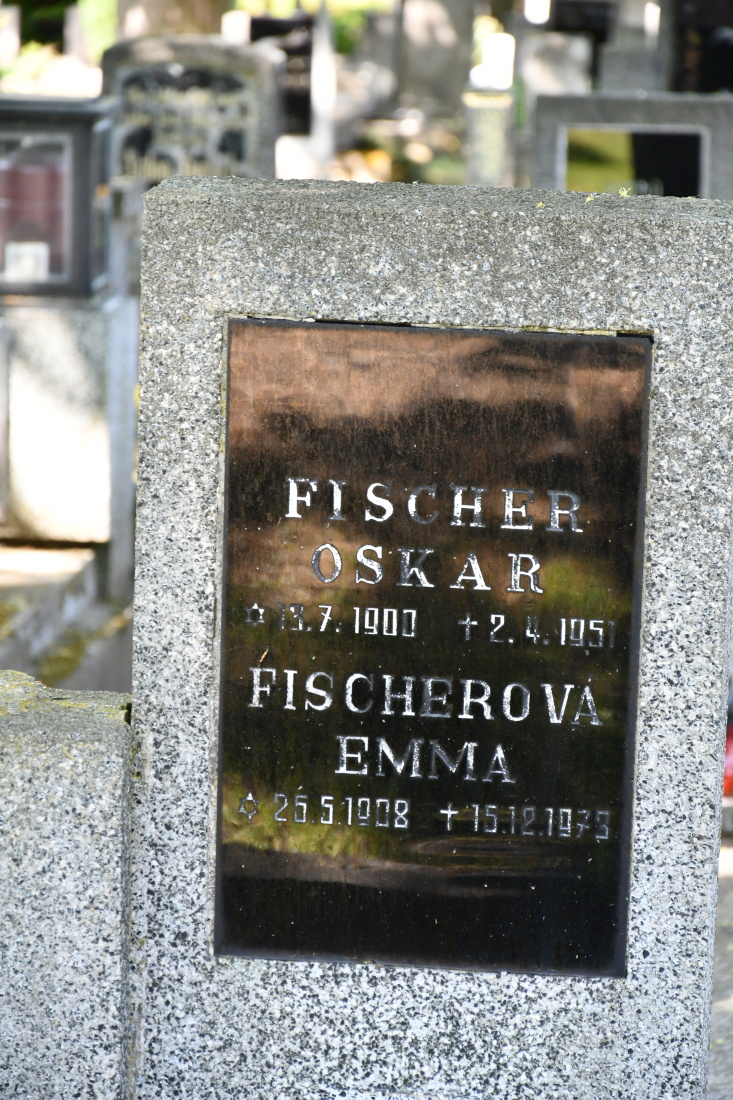 FISCHER
OSKAR
✡ 13.7.1900 ✝ 2.4.1951
FISCHEROVÁ
EMMA
✡ 26.5.1908 ✝ 15.12.1973